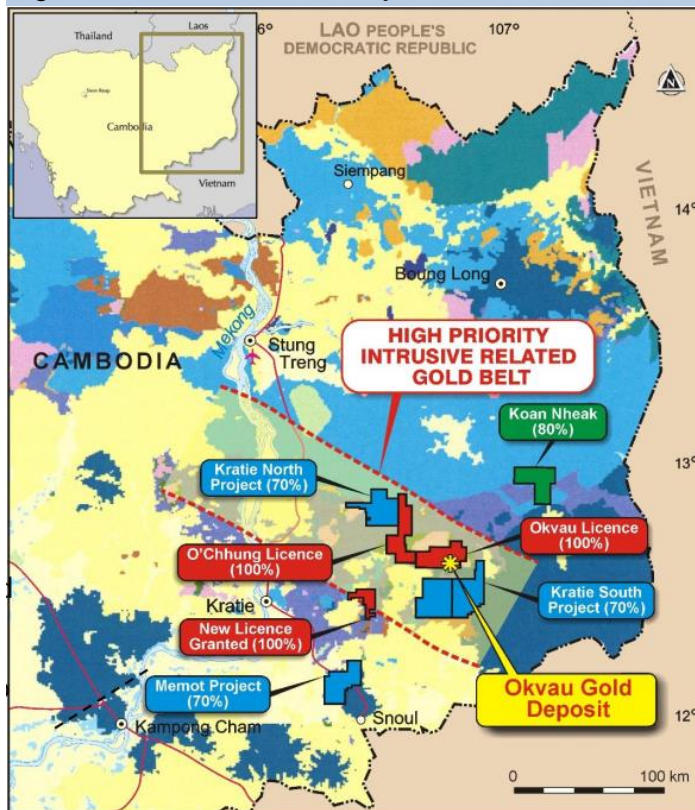 Thailand
Laos
Siem Reap
Cambodia
Vietnam
LAO PEOPLE'S
DEMOCRATIC REPUBLIC
107
N
VIETNAM
Siempang
14°
Boung Long
Mekong
Stung
Treng
CAMBODIA
HIGH PRIORITY
INTRUSIVE RELATED
GOLD BELT
Koan Nheak
(80%)
13°
Kratie North
Project (70%)
Okvau Licence
(100%)
O'Chhung Licence
(100%)
Kratie
Kratie South
Project (70%)
New Licence
Granted (100%)
Memot Project
(70%)
Okvau Gold
Deposit
Snoul
Kampong Cham
12°
0
100 km